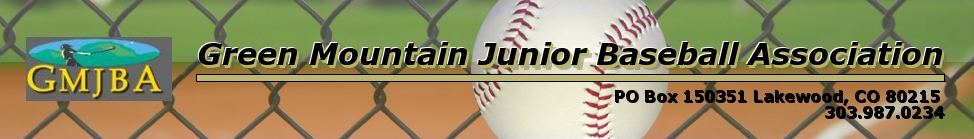 GMJBA
Green Mountain Junior Baseball Association
PO Box 150351 Lakewood, CO 80215
303.987.0234